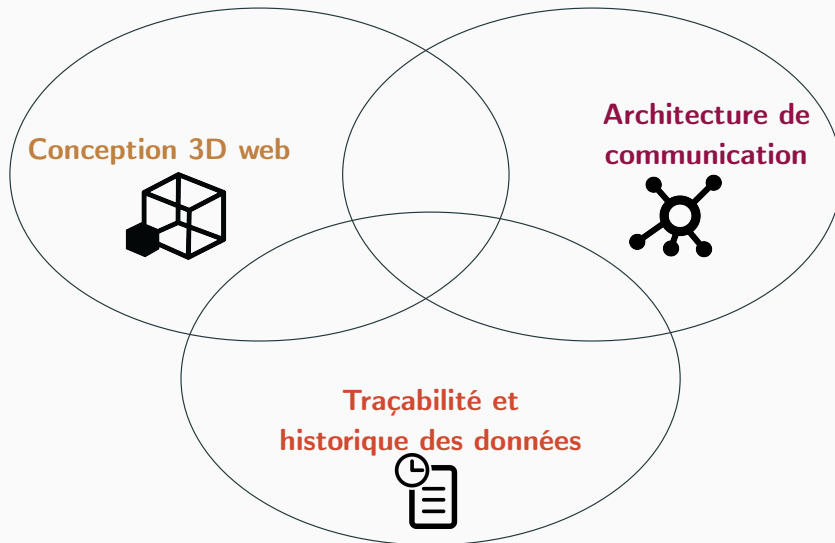 Conception 3D web
Architecture de
communication
Traçabilité et
historique des données